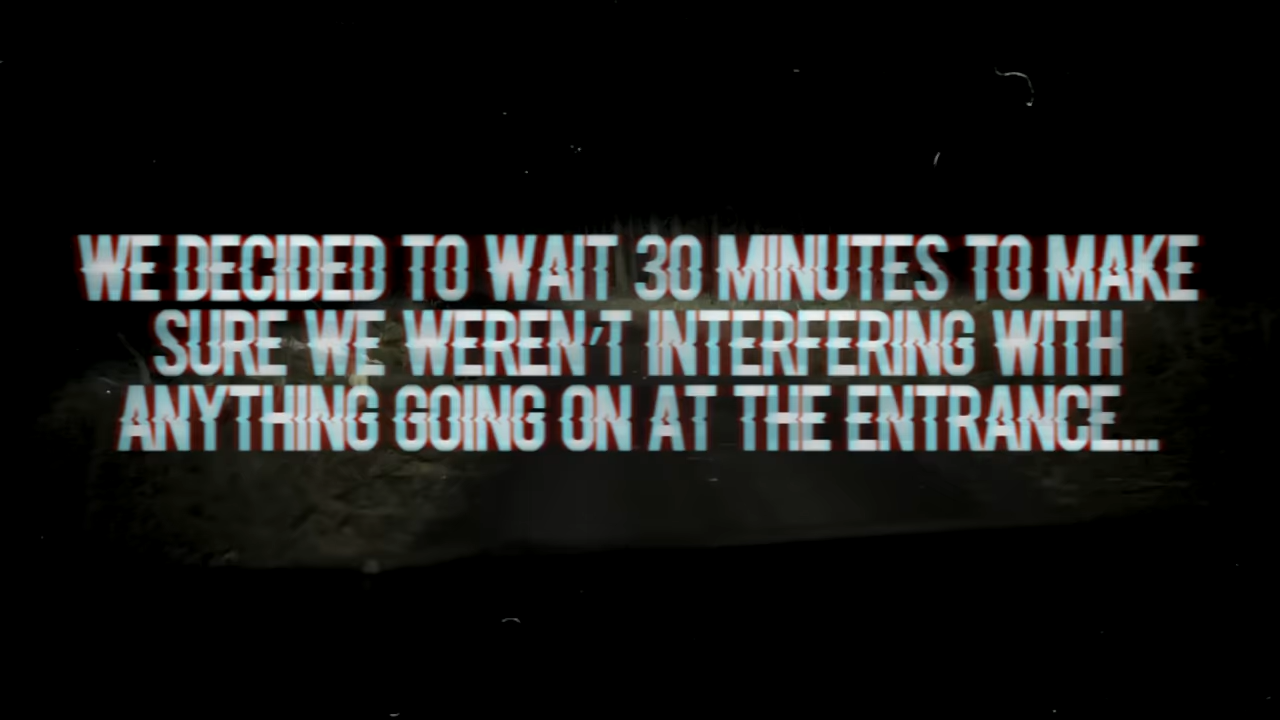 WE DECIDED TO WAIT 30 MINUTES TO MAKE
SURE WE WEREN'T INTERFERING WITH
ANYTHING GOING ON AT THE ENTRANCE...